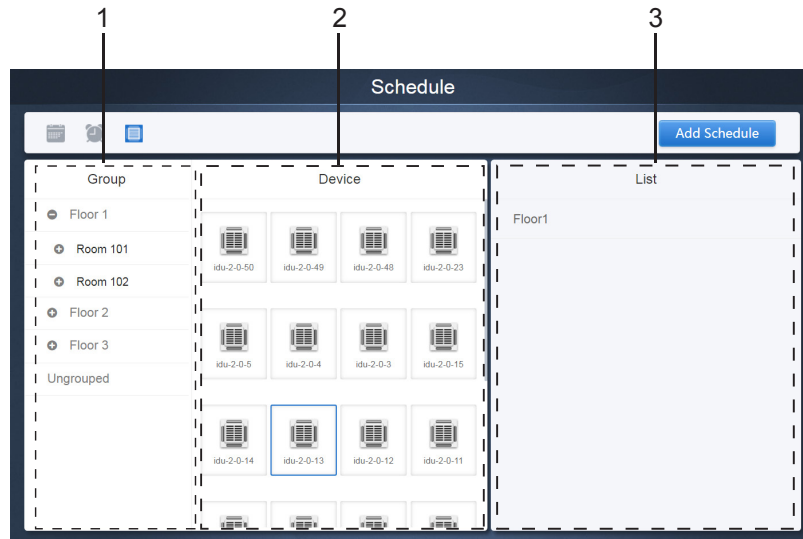 1 2 3
Schedule
Add Schedule
Group
Floor 1
Room 101
Room 102
Floor 2
Floor 3
Ungrouped
Device
idu-2-0-50 idu-2-0-49 idu-2-0-48 idu-2-0-23
idu-2-0-5 idu-2-0-4 idu-2-0-3 idu-2-0-15
idu-2-0-14 idu-2-0-13 idu-2-0-12 idu-2-0-11
List
Floor1